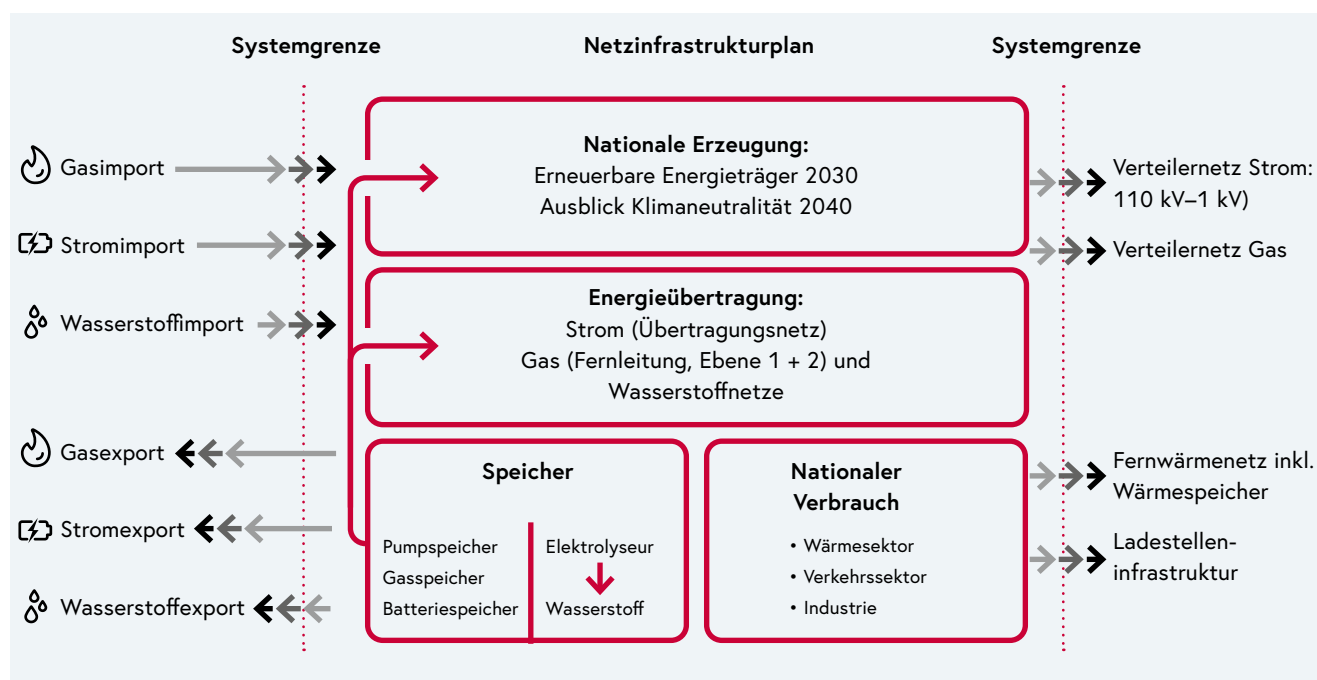 Systemgrenze
Netzinfrastrukturplan
Systemgrenze
Gasimport
Stromimport
Wasserstoffimport
Gasexport
Stromexport
Wasserstoffexport
Nationale Erzeugung:
Erneuerbare Energieträger 2030
Ausblick Klimaneutralität 2040
Energieübertragung:
Strom (Übertragungsnetz)
Gas (Fernleitung, Ebene 1 + 2) und
Wasserstoffnetze
Speicher
Pumpspeicher
Gasspeicher
Batteriespeicher
Elektrolyseur
Wasserstoff
Nationaler
Verbrauch
• Wärmesektor
• Verkehrssektor
• Industrie
Verteilernetz Strom:
110 kV–1 kV)
Verteilernetz Gas
Fernwärmenetz inkl.
Wärmespeicher
Ladestellen-
infrastruktur